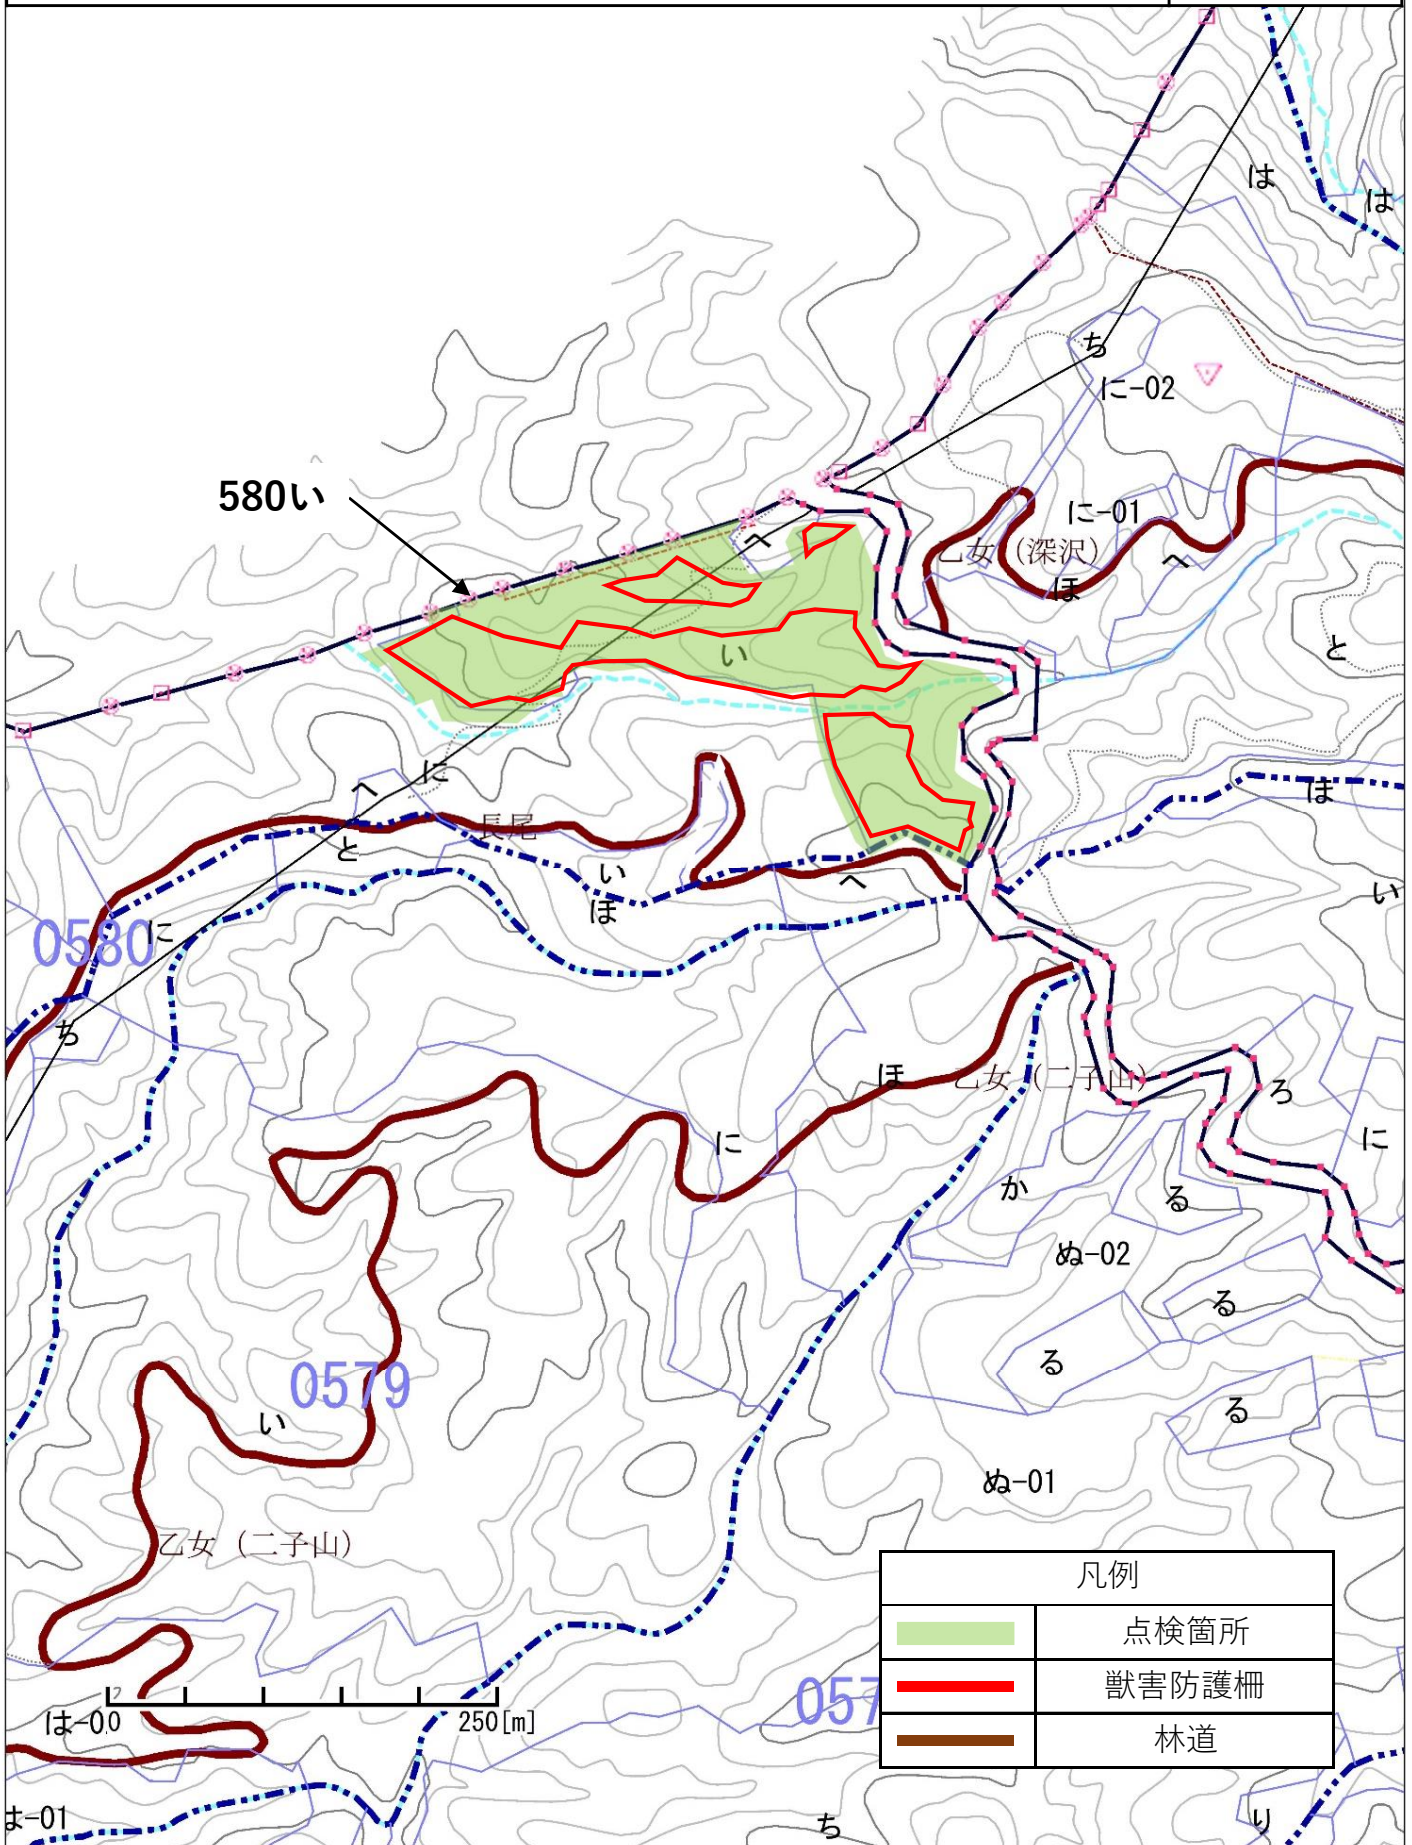 は
は
ち
に-02
580い
に-01
へ
乙女（深沢）
へ
ほ
と
い
に
へ
ほ
長尾
と
い
へ
い
ほ
に
0580
ち
ほ
乙女（二子山）
ろ
に
に
か
る
ぬ-02
る
る
0579
い
る
ぬ-01
乙女（二子山）
凡例
点検箇所
獣害防護柵
林道
057
は-0
0
250[m]
は-01
ち
り